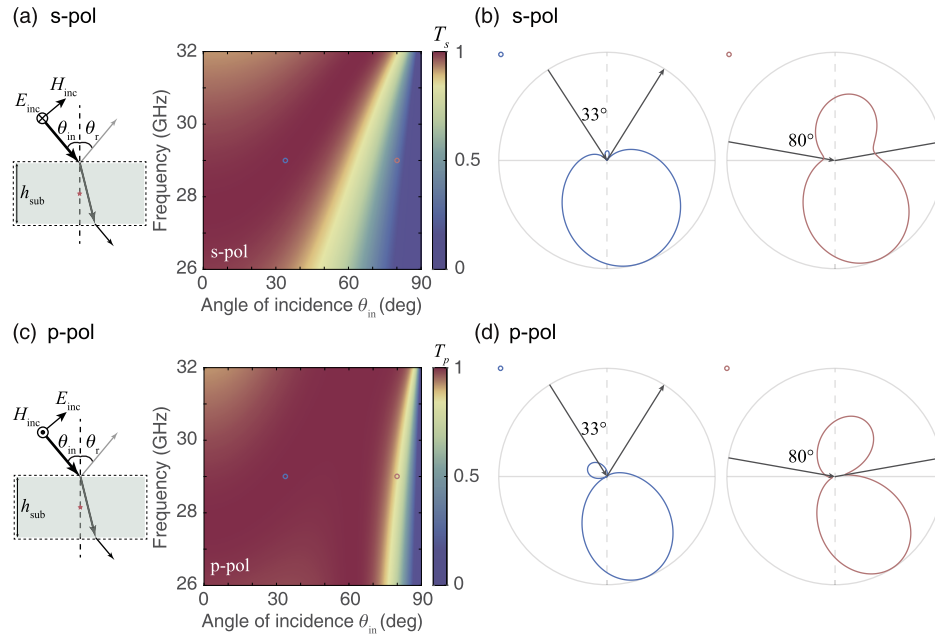 (a) s-pol
T_s
32
1
H_inc
E_inc
θ_in
θ_r
h_sub
Frequency (GHz)
30
28
26
s-pol
0.5
0
0
30
60
90
Angle of incidence θ_in (deg)
(b) s-pol
33°
80°
(c) p-pol
T_p
32
1
E_inc
H_inc
θ_in
θ_r
h_sub
Frequency (GHz)
30
28
26
p-pol
0.5
0
0
30
60
90
Angle of incidence θ_in (deg)
(d) p-pol
33°
80°